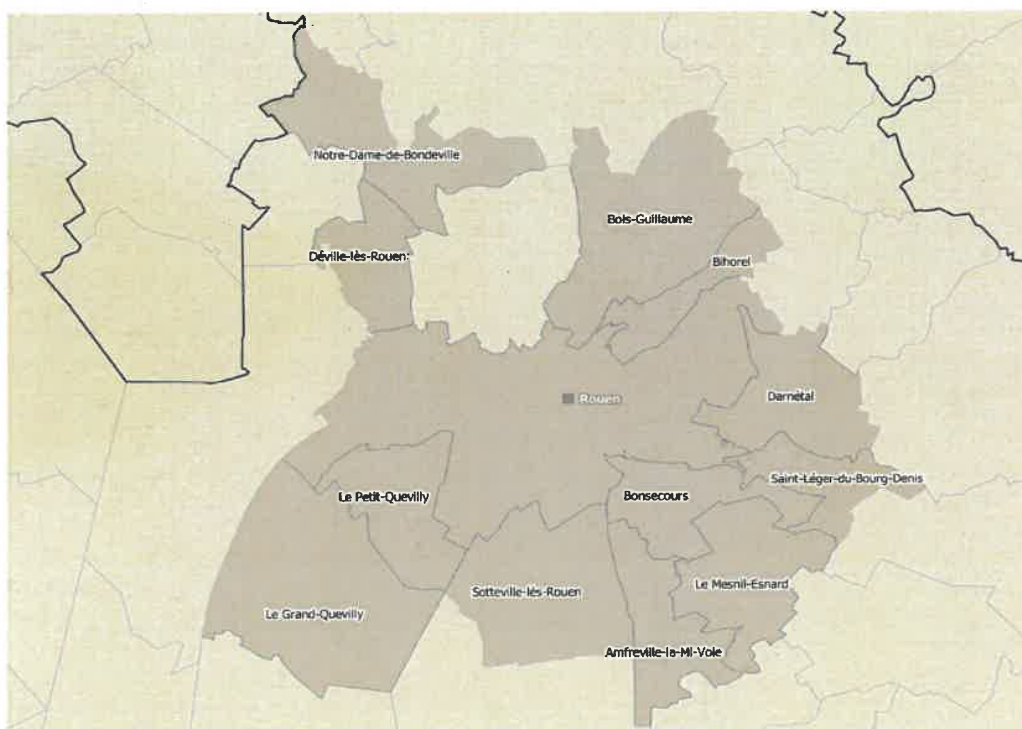 Notre-Dame-de-Bondeville
Bois-Guillaume
Déville-lès-Rouen:
Bihorel
Rouen
Darnétal
Saint-Léger-du-Bourg-Denis
Le Petit-Quevilly
Bonsecours
Le Mesnil-Esnard
Sotteville-lès-Rouen
Le Grand-Quevilly
Amfreville-la-Mi-Voie